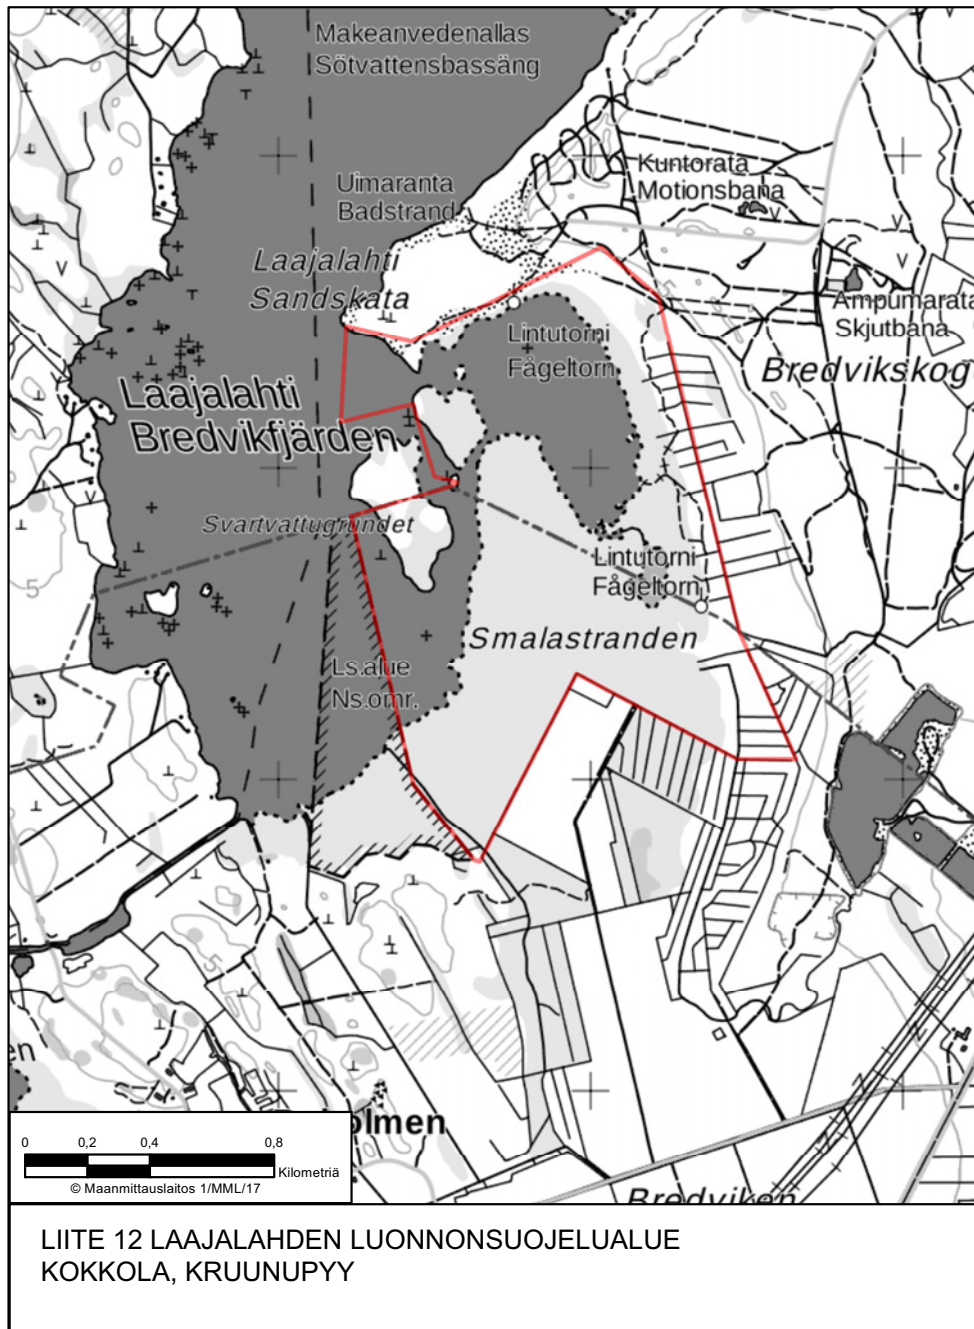 Makeanvedenallas
Sötvattensbassäng
Kuntorata
Motionsbana
Uimaranta
Badstrand
Laajalahti
Sandskata
Ampumarata
Skjutbana
Lintutorni
Fågeltorn
Bredvikskog
Laajalahti
Bredvikfjärden
5
Svartvattugrundet
Lintutorni
Fågeltorn
5
Smalastranden
Ls.alue
Ns.omr.
5
en
olmen
Bredviken
0 0,2 0,4 0,8
Kilometriä
© Maanmittauslaitos 1/MML/17
LIITE 12 LAAJALAHDEN LUONNONSUOJELUALUE
KOKKOLA, KRUUNUPYY